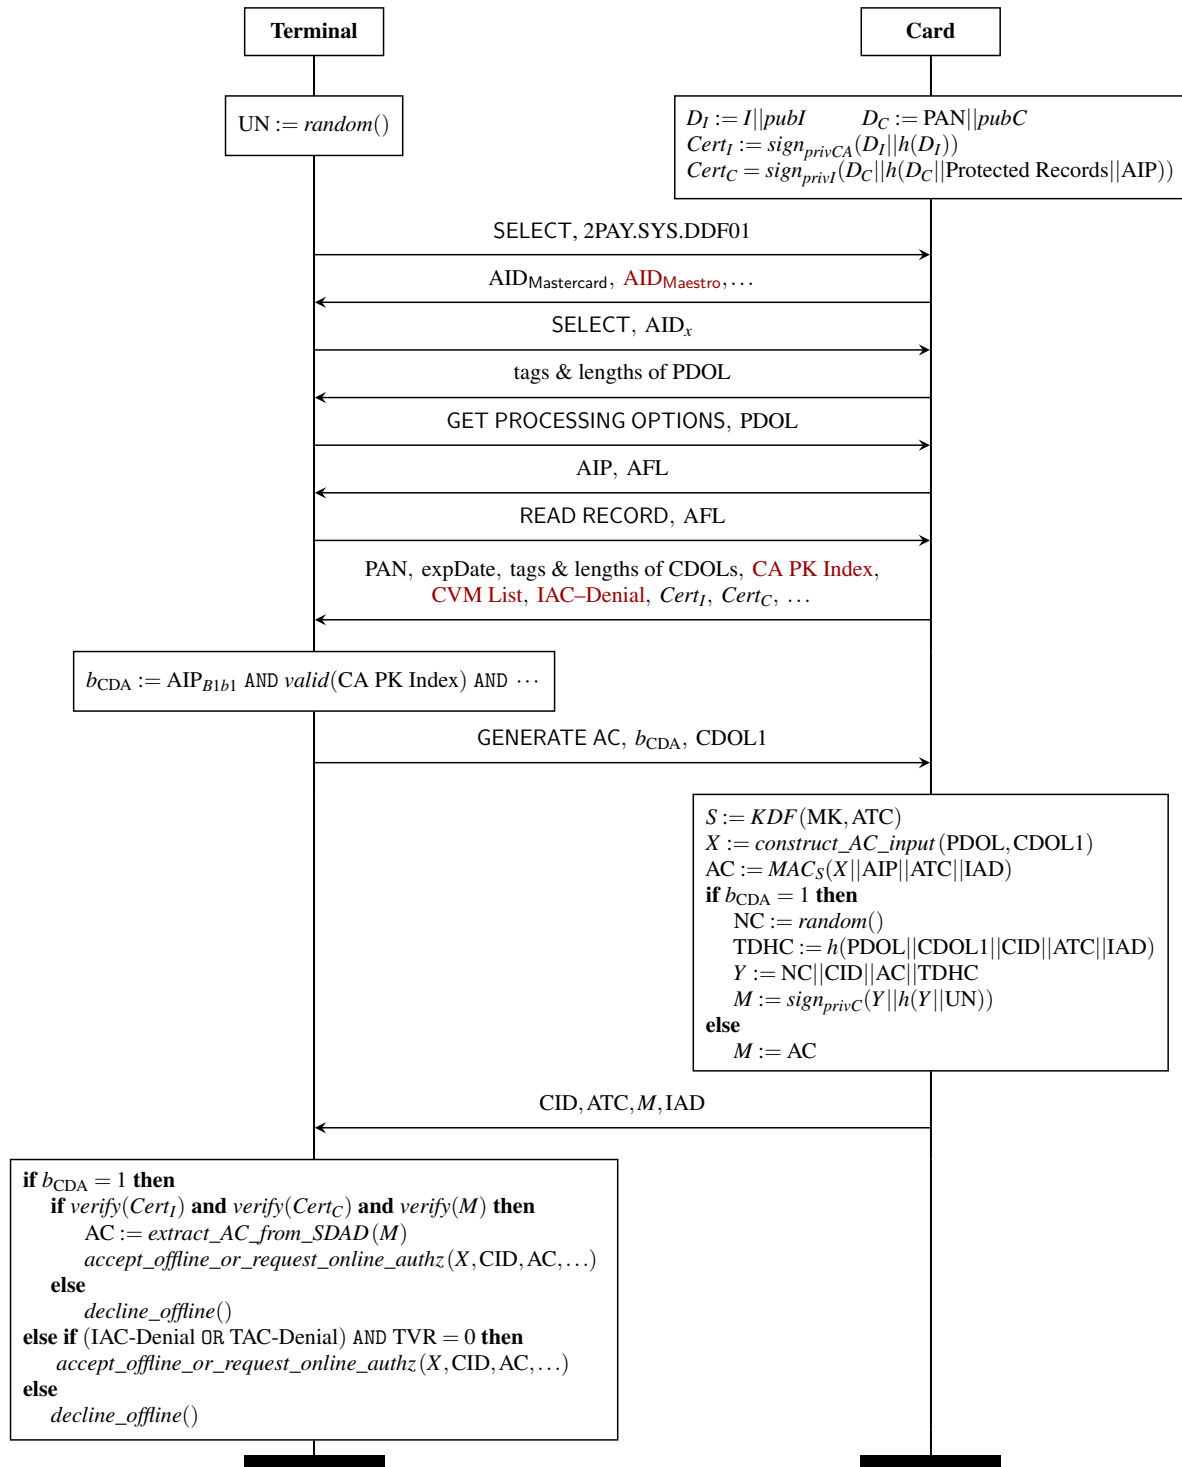 Terminal
Card
UN := random()
D_I := I||pubI D_C := PAN||pubC
Cert_I := sign_privCA(D_I||h(D_I))
Cert_C = sign_privI(D_C||h(D_C||Protected Records||AIP))
SELECT, 2PAY.SYS.DDF01
AID_Mastercard, AID_Maestro, …
SELECT, AID_x
tags & lengths of PDOL
GET PROCESSING OPTIONS, PDOL
AIP, AFL
READ RECORD, AFL
PAN, expDate, tags & lengths of CDOLs, CA PK Index,
CVM List, IAC–Denial, Cert_I, Cert_C, …
b_CDA := AIP_B1b1 AND valid(CA PK Index) AND ⋯
GENERATE AC, b_CDA, CDOL1
S := KDF(MK, ATC)
X := construct_AC_input(PDOL, CDOL1)
AC := MAC_S(X||AIP||ATC||IAD)
if b_CDA = 1 then
NC := random()
TDHC := h(PDOL||CDOL1||CID||ATC||IAD)
Y := NC||CID||AC||TDHC
M := sign_privC(Y||h(Y||UN))
else
M := AC
CID, ATC, M, IAD
if b_CDA = 1 then
if verify(Cert_I) and verify(Cert_C) and verify(M) then
AC := extract_AC_from_SDAD(M)
accept_offline_or_request_online_authz(X, CID, AC, …)
else
decline_offline()
else if (IAC-Denial OR TAC-Denial) AND TVR = 0 then
accept_offline_or_request_online_authz(X, CID, AC, …)
else
decline_offline()